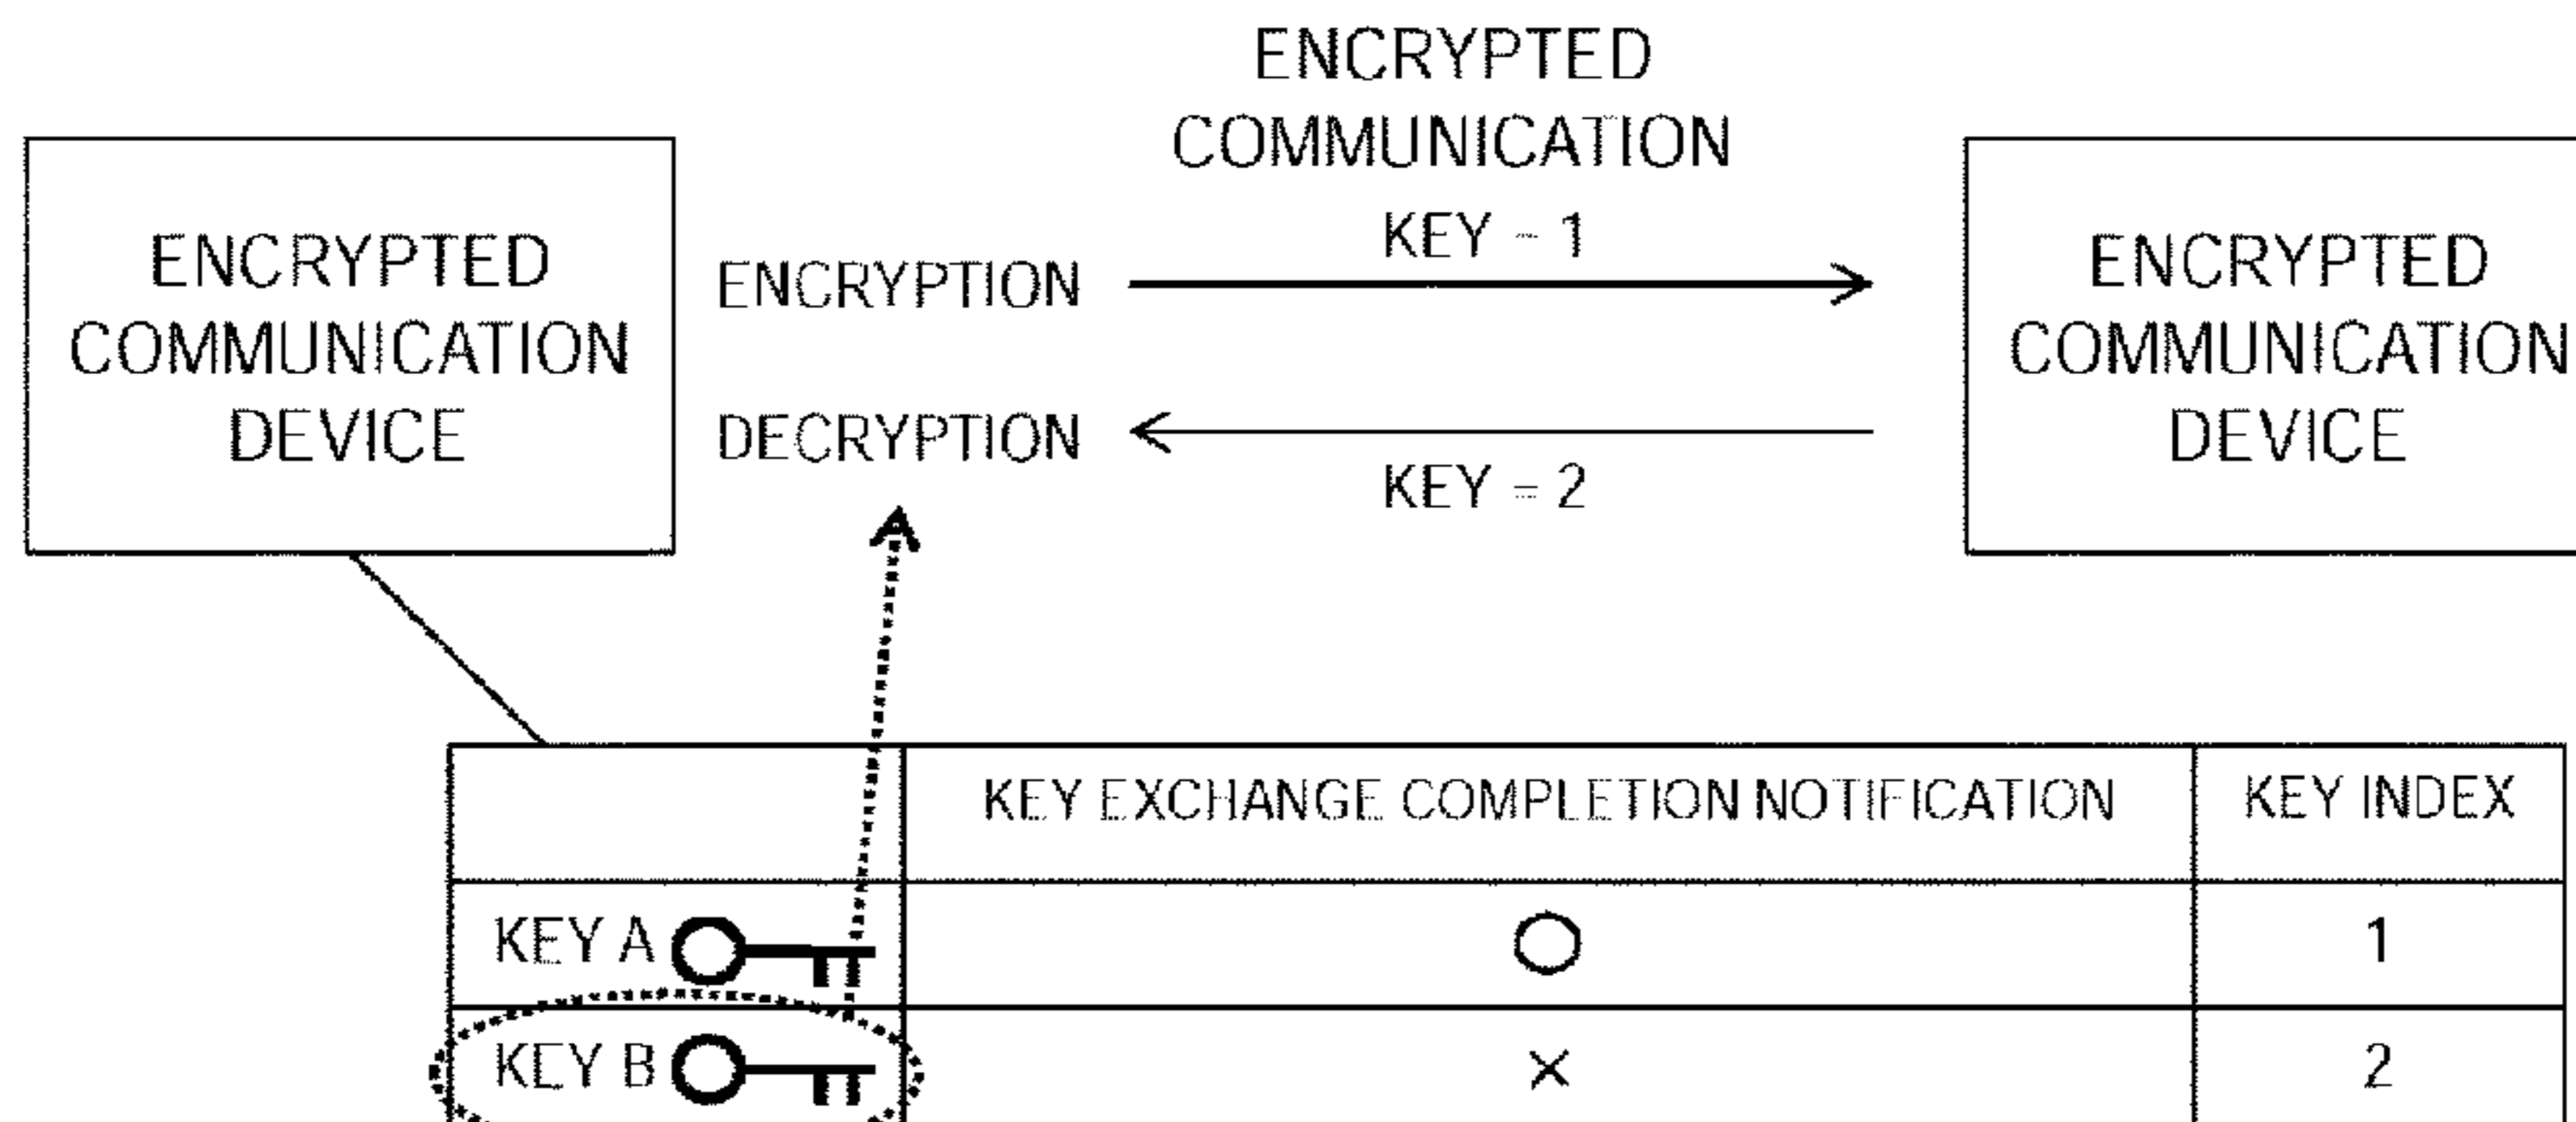 ENCRYPTED
COMMUNICATION
KEY - 1
ENCRYPTED
COMMUNICATION
DEVICE
ENCRYPTION
DECRYPTION
KEY = 2
ENCRYPTED
COMMUNICATION
DEVICE
KEY EXCHANGE COMPLETION NOTIFICATION KEY INDEX
KEY A ○ 1
KEY B × 2